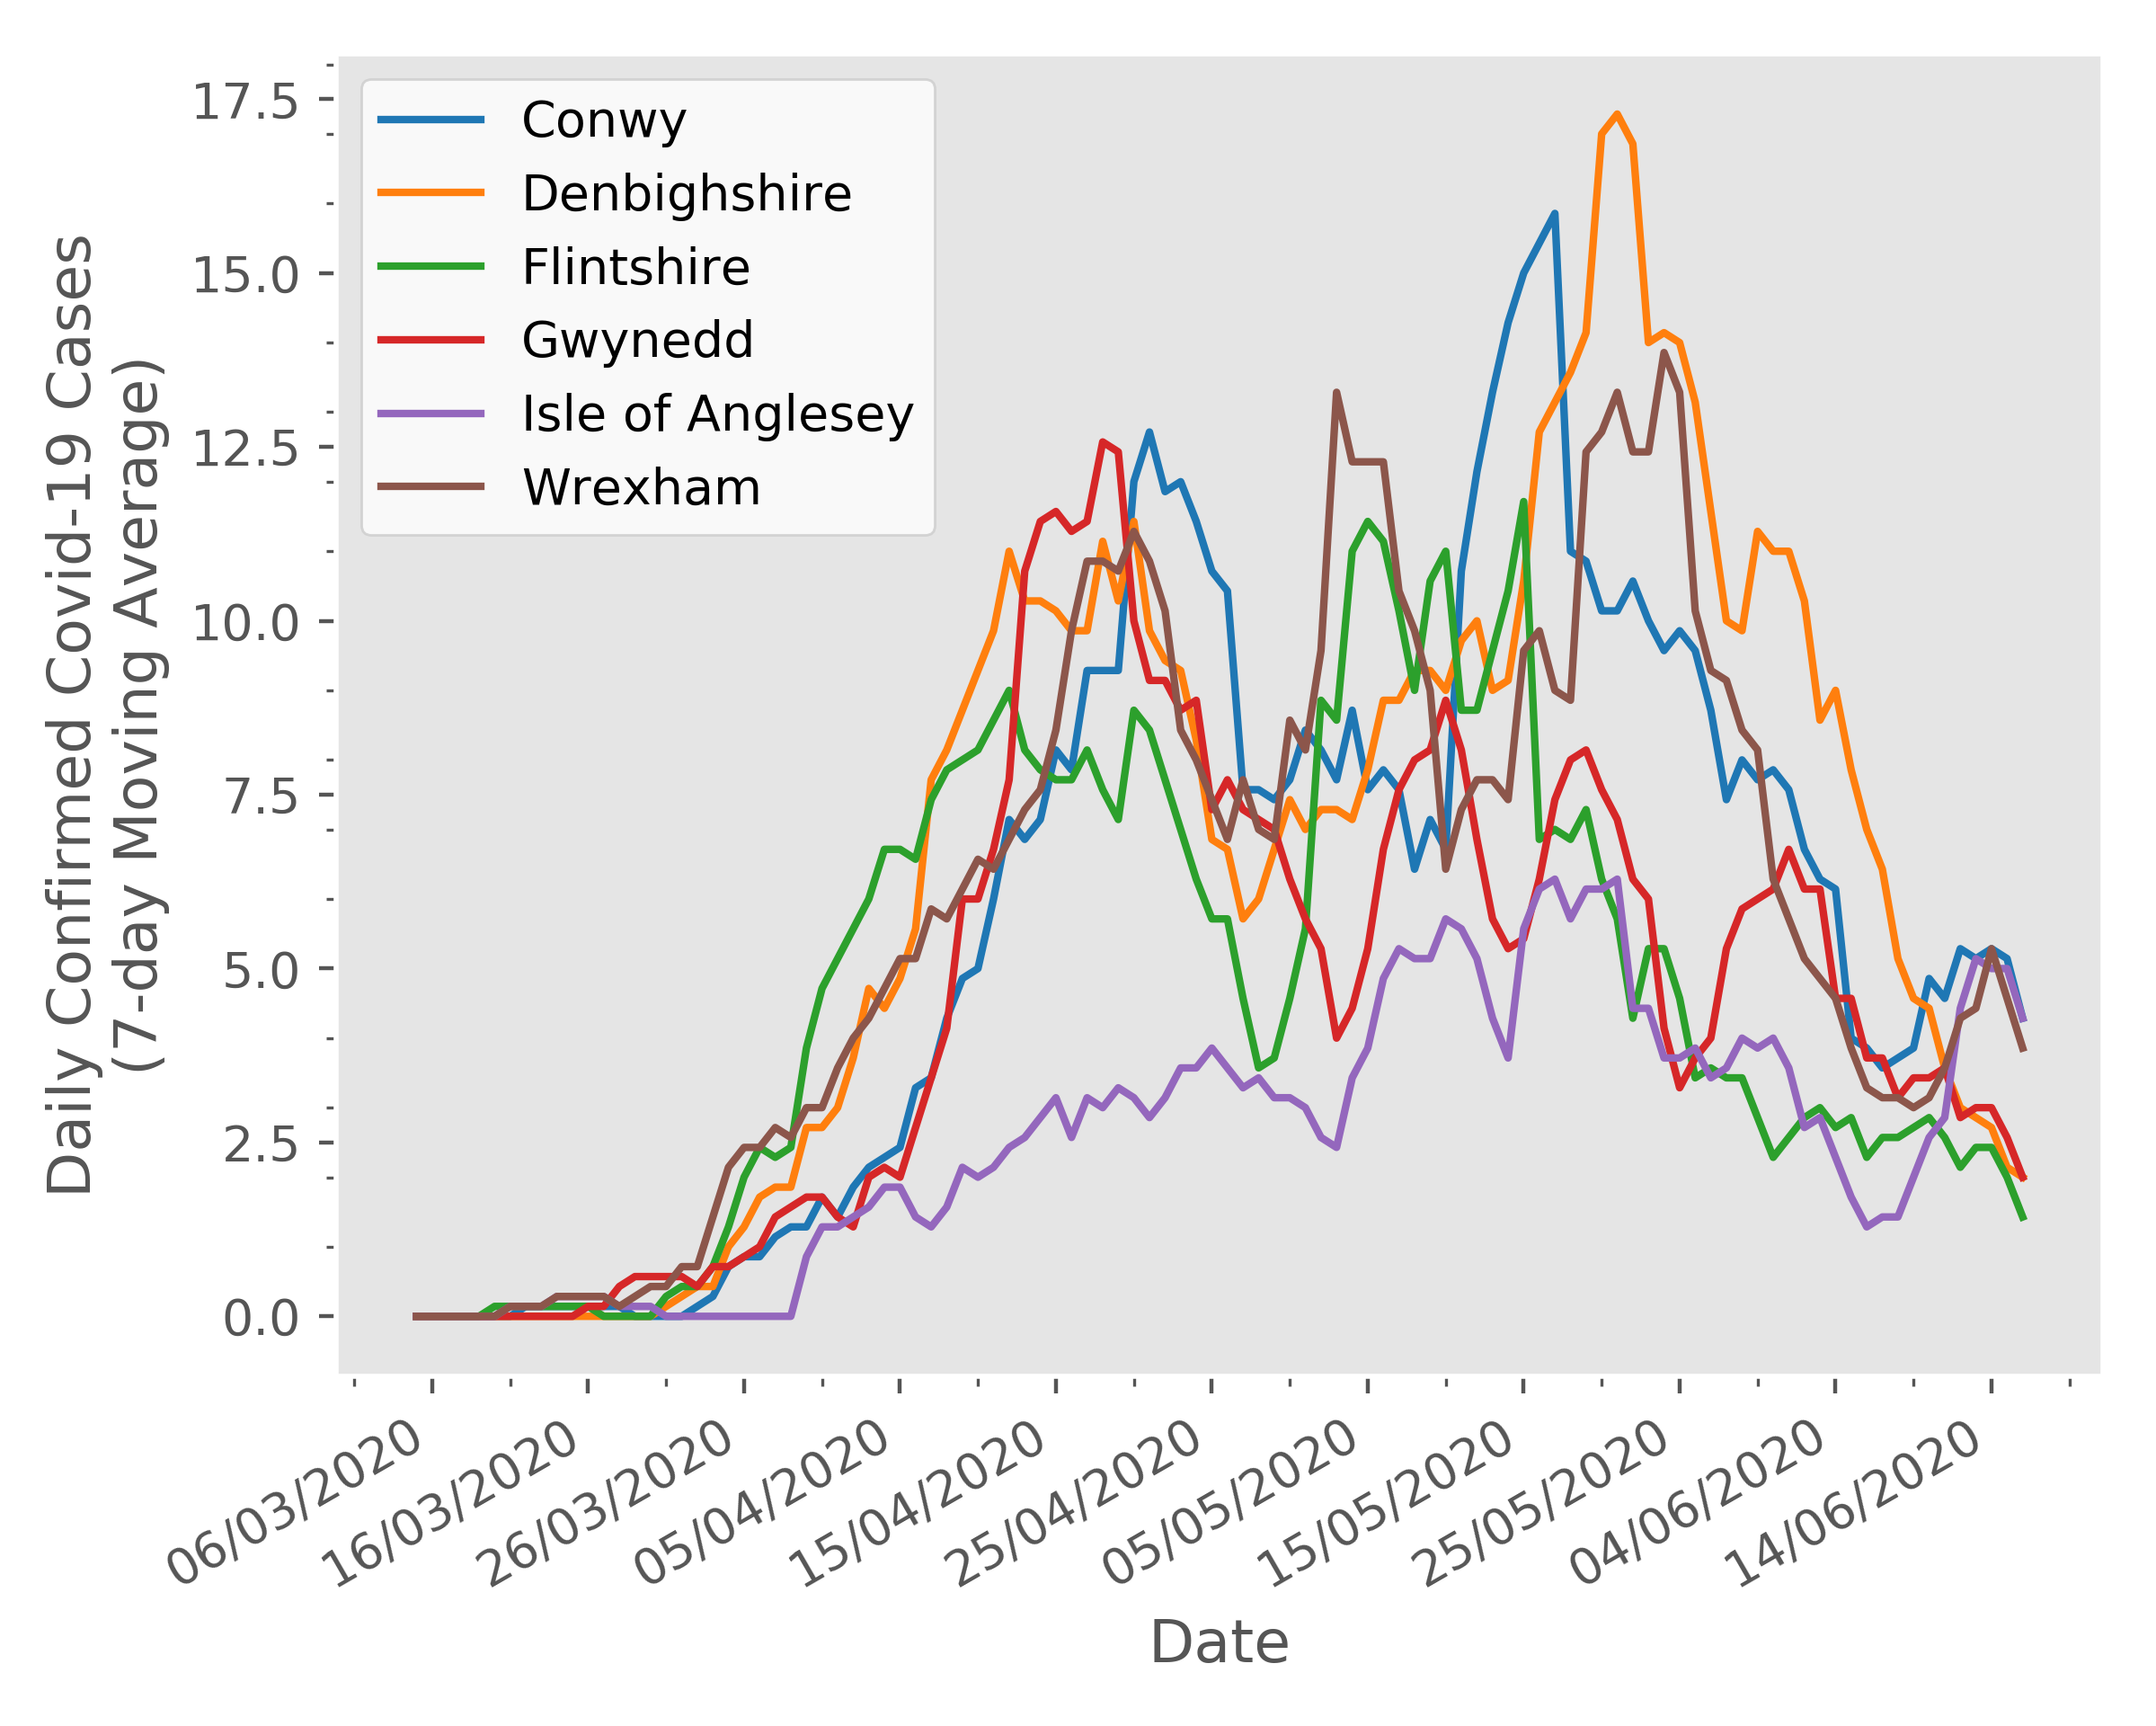 Daily Confirmed Covid-19 Cases
(7-day Moving Average)
17.5
15.0
12.5
10.0
7.5
5.0
2.5
0.0
Conwy
Denbighshire
Flintshire
Gwynedd
Isle of Anglesey
Wrexham
06/03/2020
16/03/2020
26/03/2020
05/04/2020
15/04/2020
25/04/2020
05/05/2020
15/05/2020
25/05/2020
04/06/2020
14/06/2020
Date